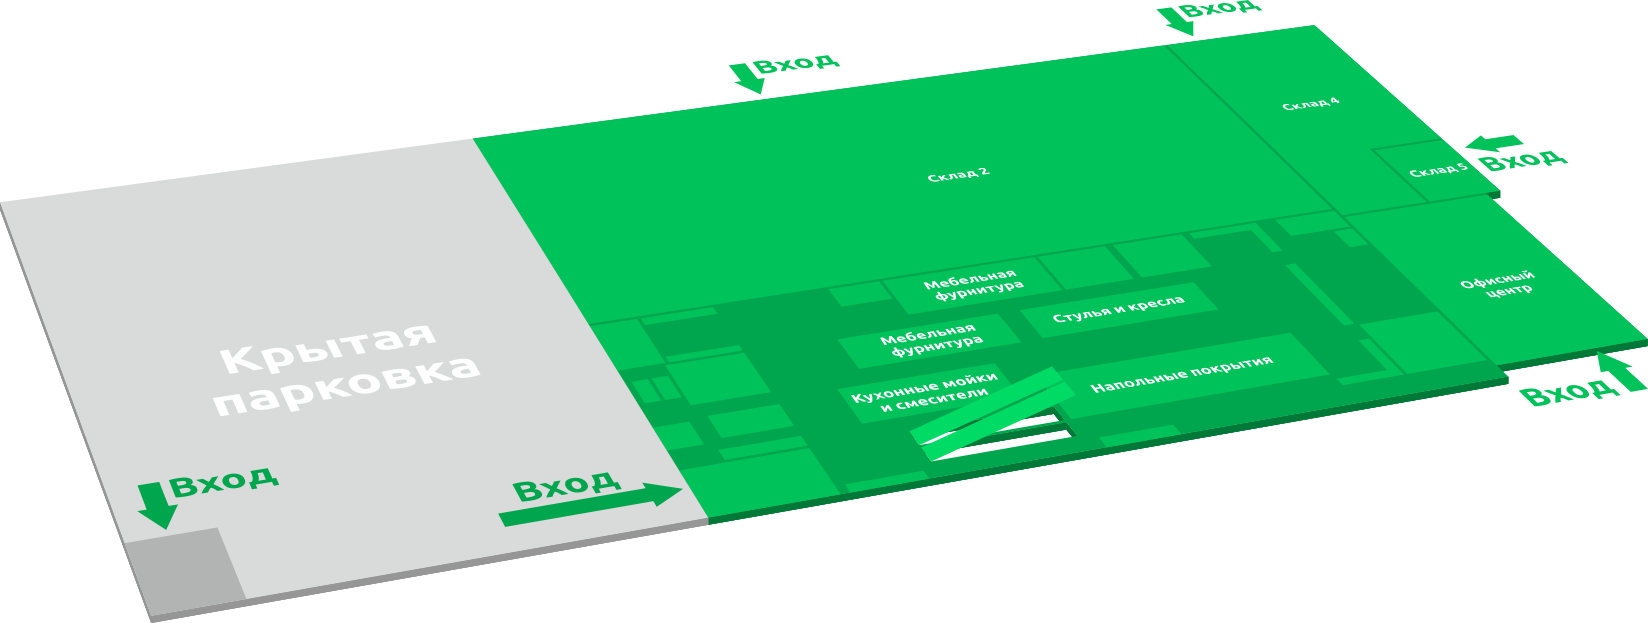 Вход
Вход
Склад 4
Вход
Склад 5
Склад 2
Мебельная
фурнитура
Офисный
центр
Стулья и кресла
Мебельная
фурнитура
Крытая
парковка
Кухонные мойки
и смесители
Напольные покрытия
Вход
Вход
Вход